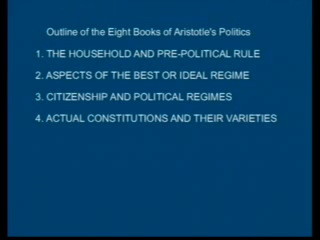 Outline of the Eight Books of Aristotle's Politics
1. THE HOUSEHOLD AND PRE-POLITICAL RULE
2. ASPECTS OF THE BEST OR IDEAL REGIME
3. CITIZENSHIP AND POLITICAL REGIMES
4. ACTUAL CONSTITUTIONS AND THEIR VARIETIES